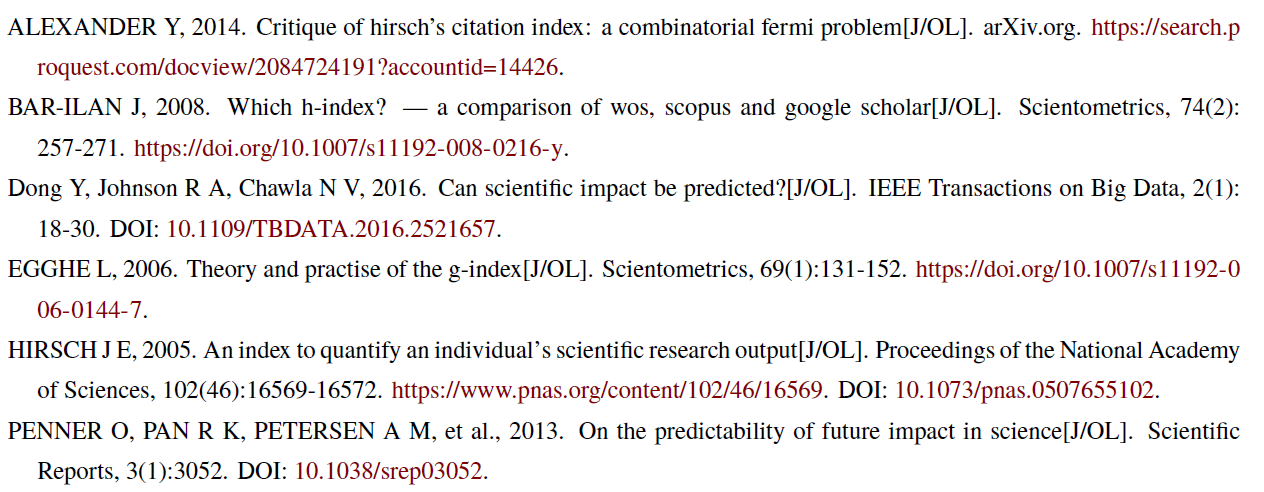 ALEXANDER Y, 2014. Critique of hirsch's citation index: a combinatorial fermi problem[J/OL]. arXiv.org. https://search.p
roquest.com/docview/2084724191?accountid=14426.
BAR-ILAN J, 2008. Which h-index? — a comparison of wos, scopus and google scholar[J/OL]. Scientometrics, 74(2):
257-271. https://doi.org/10.1007/s11192-008-0216-y.
Dong Y, Johnson R A, Chawla N V, 2016. Can scientific impact be predicted?[J/OL]. IEEE Transactions on Big Data, 2(1):
18-30. DOI: 10.1109/TBDATA.2016.2521657.
EGGHE L, 2006. Theory and practise of the g-index[J/OL]. Scientometrics, 69(1):131-152. https://doi.org/10.1007/s11192-0
06-0144-7.
HIRSCH J E, 2005. An index to quantify an individual's scientific research output[J/OL]. Proceedings of the National Academy
of Sciences, 102(46):16569-16572. https://www.pnas.org/content/102/46/16569. DOI: 10.1073/pnas.0507655102.
PENNER O, PAN R K, PETERSEN A M, et al., 2013. On the predictability of future impact in science[J/OL]. Scientific
Reports, 3(1):3052. DOI: 10.1038/srep03052.